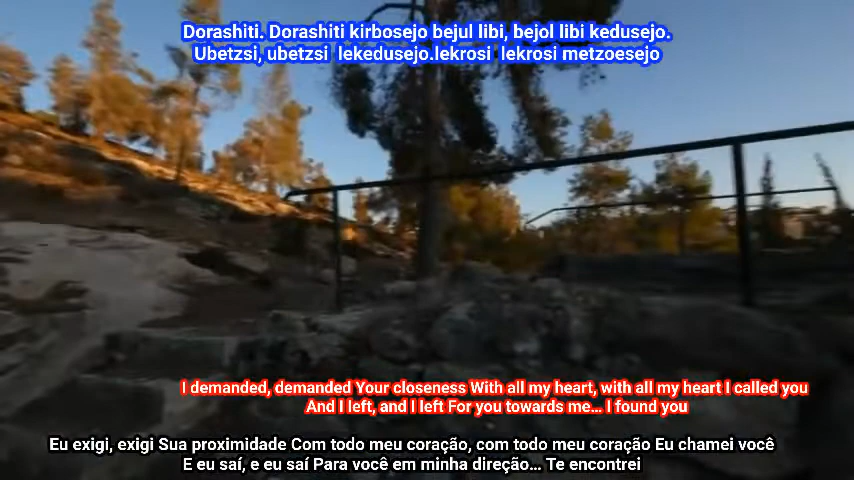 Dorashiti. Dorashiti kirbosejo bejul libi, bejol libi kedusejo.
Ubetzsi, ubetzsi lekedusejo.lekrosi lekrosi metzoesejo
I demanded, demanded Your closeness With all my heart, with all my heart I called you
And I left, and I left For you towards me... I found you
Eu exigi, exigi Sua proximidade Com todo meu coração, com todo meu coração Eu chamei você
E eu saí, e eu saí Para você em minha direção... Te encontrei